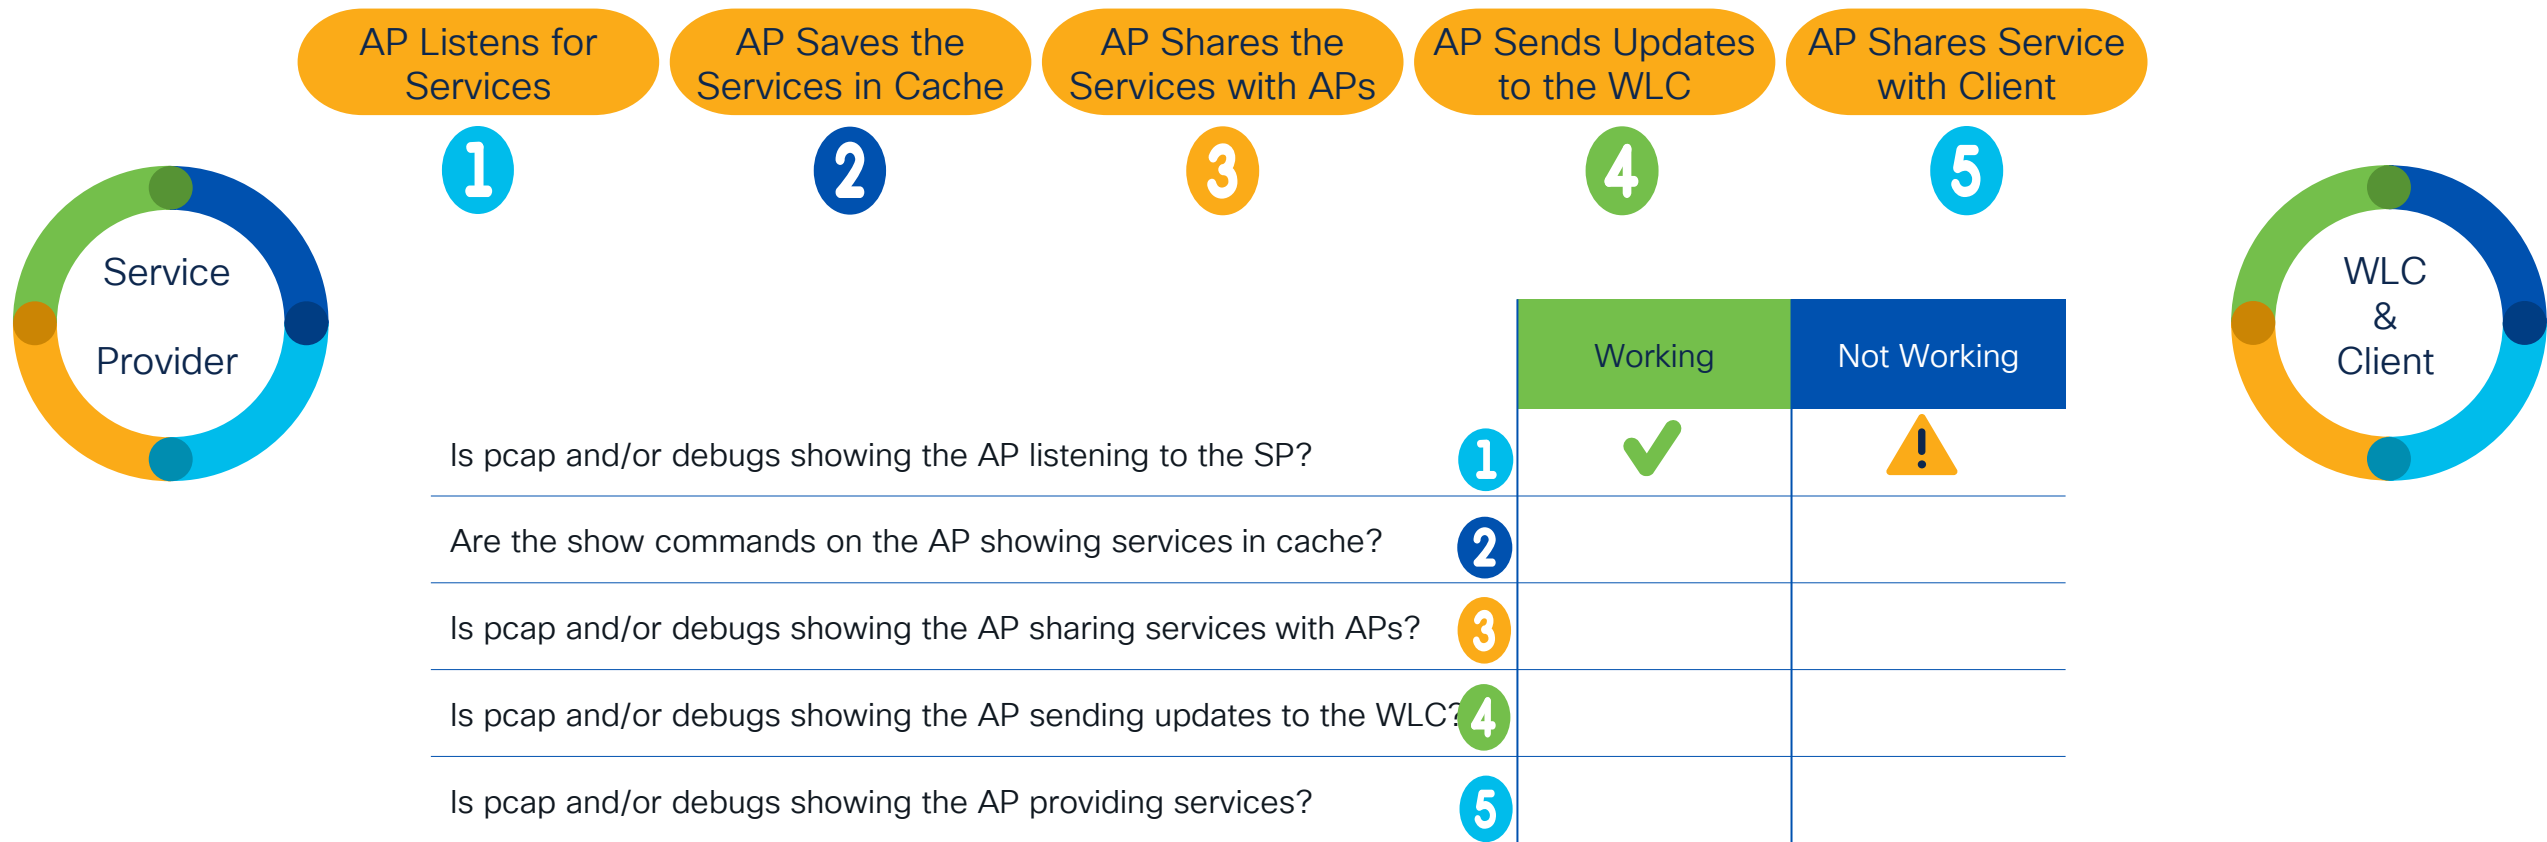 AP Listens for
Services
AP Saves the
Services in Cache
AP Shares the
Services with APs
AP Sends Updates
to the WLC
AP Shares Service
with Client
1
2
3
4
5
Service
Provider
WLC
&
Client
Working
Not Working
Is pcap and/or debugs showing the AP listening to the SP?
1
Are the show commands on the AP showing services in cache?
2
Is pcap and/or debugs showing the AP sharing services with APs?
3
Is pcap and/or debugs showing the AP sending updates to the WLC?
4
Is pcap and/or debugs showing the AP providing services?
5